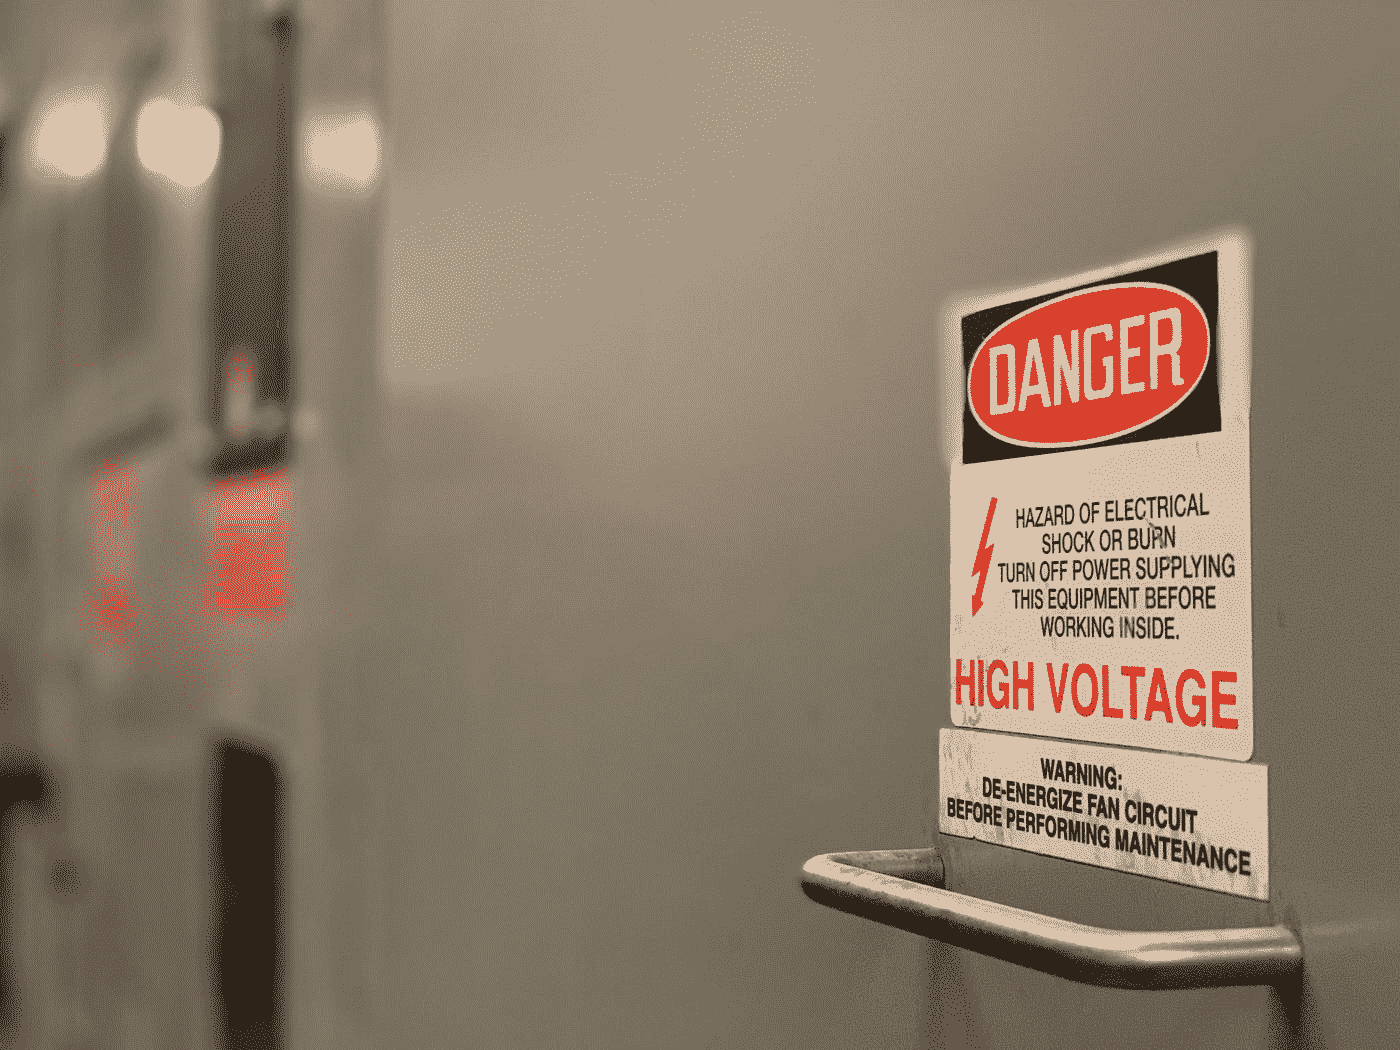 DANGER
HAZARD OF ELECTRICAL
SHOCK OR BURN
TURN OFF POWER SUPPLYING
THIS EQUIPMENT BEFORE
WORKING INSIDE.
HIGH VOLTAGE
WARNING:
DE-ENERGIZE FAN CIRCUIT
BEFORE PERFORMING MAINTENANCE